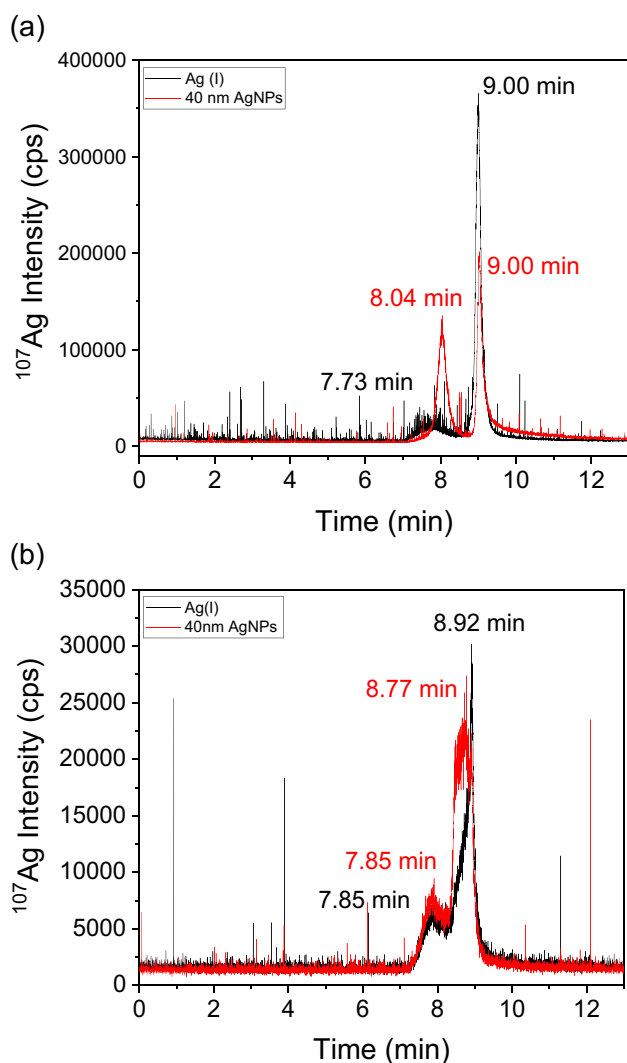 (a)
400000
300000
200000
100000
0
¹⁰⁷Ag Intensity (cps)
Ag (I)
40 nm AgNPs
9.00 min
9.00 min
8.04 min
7.73 min
0 2 4 6 8 10 12
Time (min)
(b)
35000
30000
25000
20000
15000
10000
5000
0
¹⁰⁷Ag Intensity (cps)
Ag(I)
40nm AgNPs
8.92 min
8.77 min
7.85 min
7.85 min
0 2 4 6 8 10 12
Time (min)